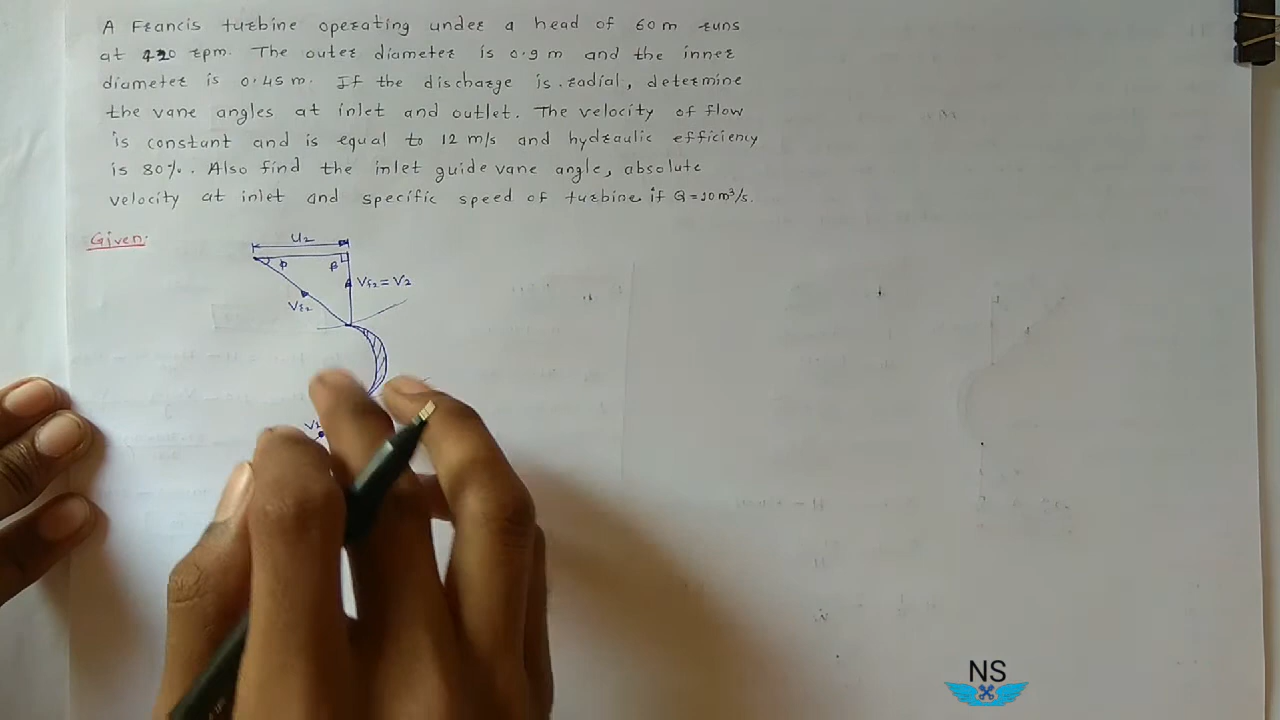 A Francis turbine operating under a head of 60 m runs
at 420 rpm. The outer diameter is 0.9 m and the inner
diameter is 0.45 m. If the discharge is radial, determine
the vane angles at inlet and outlet. The velocity of flow
is constant and is equal to 12 m/s and hydraulic efficiency
is 80%. Also find the inlet guide vane angle, absolute
velocity at inlet and specific speed of turbine if Q=10m³/s.
Given:
U2
φ β
Vf2 = V2
Vr2
NS